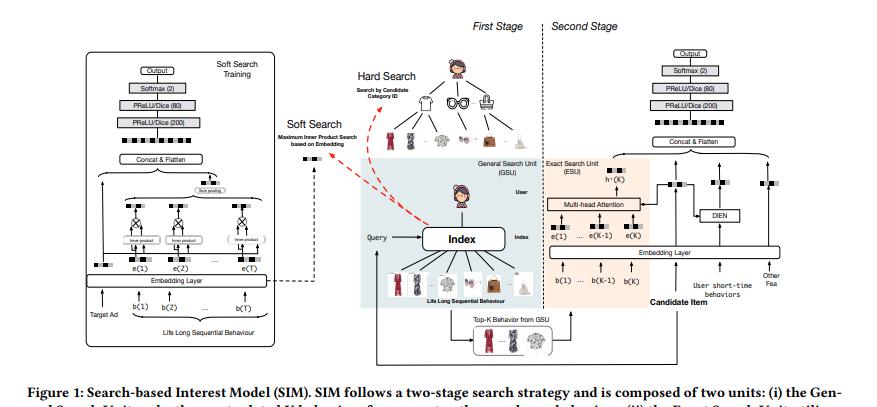 First Stage
Second Stage
Soft Search
Training
Output
Softmax (2)
PReLU/Dice (80)
PReLU/Dice (200)
Concat & Flatten
Sum pooling
Inner product
Inner product
Inner product
e(1)
e(2)
...
e(T)
Embedding Layer
Target Ad
b(1)
b(2)
...
b(T)
Life Long Sequential Behaviour
Soft Search
Maximum Inner Product Search
based on Embedding
Hard Search
Search by Candidate
Category ID
...
...
General Search Unit
(GSU)
User
Query
Index
Index
...
Life Long Sequential Behaviour
Top-K Behavior from GSU
...
Exact Search Unit
(ESU)
Output
Softmax (2)
PReLU/Dice (80)
PReLU/Dice (200)
Concat & Flatten
Multi-head Attention
DIEN
e(1) ... e(K-1) e(K)
Embedding Layer
b(1) ... b(K-1) b(K)
Candidate Item
User short-time
behaviors
Other
Fea
Figure 1: Search-based Interest Model (SIM). SIM follows a two-stage search strategy and is composed of two units: (i) the Gen-